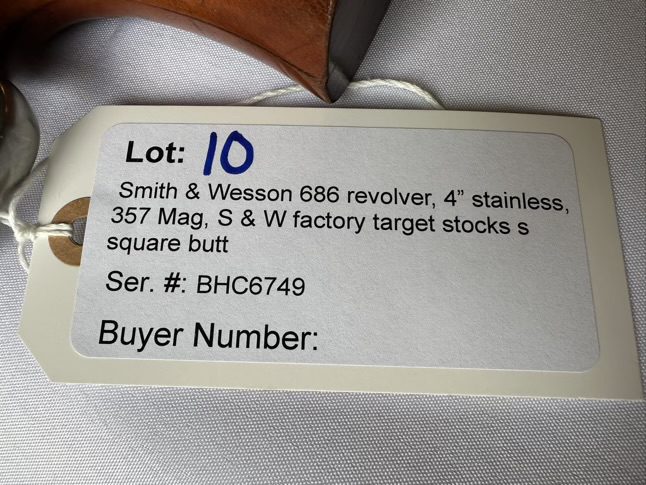 Lot: 10
Smith & Wesson 686 revolver, 4” stainless,
357 Mag, S & W factory target stocks s
square butt
Ser. #: BHC6749
Buyer Number: